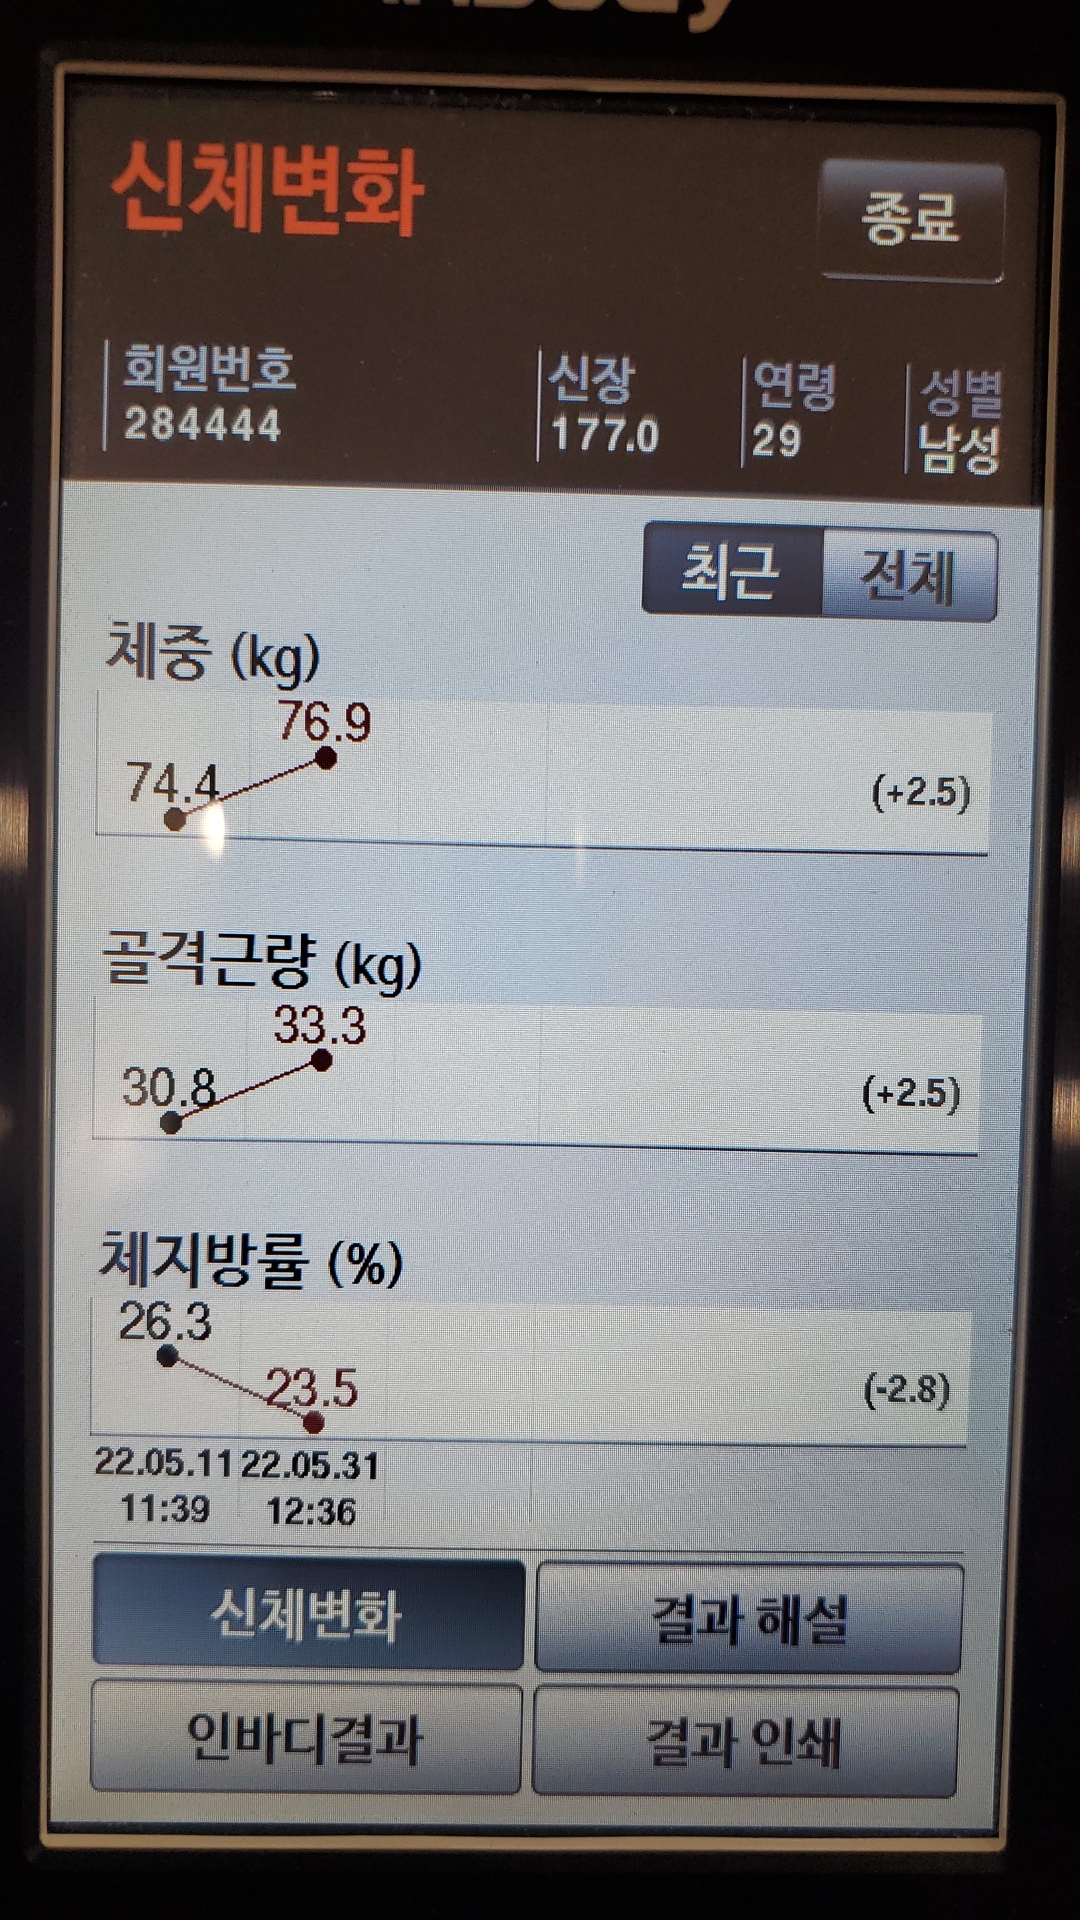 InBody
신체변화
종료
회원번호 신장 연령 성별
284444 177.0 29 남성
최근 전체
체중 (kg)
76.9
74.4
(+2.5)
골격근량 (kg)
33.3
30.8
(+2.5)
체지방률 (%)
26.3
23.5
(-2.8)
22.05.11 22.05.31
11:39 12:36
신체변화 결과 해설
인바디결과 결과 인쇄